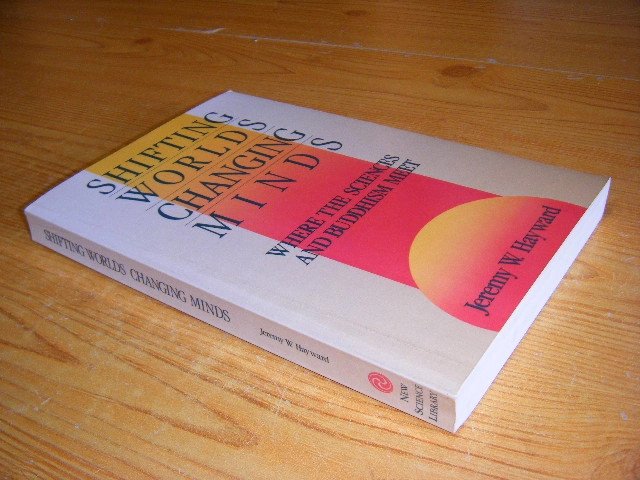 SHIFTING
WORLDS
CHANGING
MINDS
WHERE THE SCIENCES
AND BUDDHISM MEET
Jeremy W. Hayward
SHIFTING WORLDS CHANGING MINDS
Jeremy W. Hayward
NEW
SCIENCE
LIBRARY